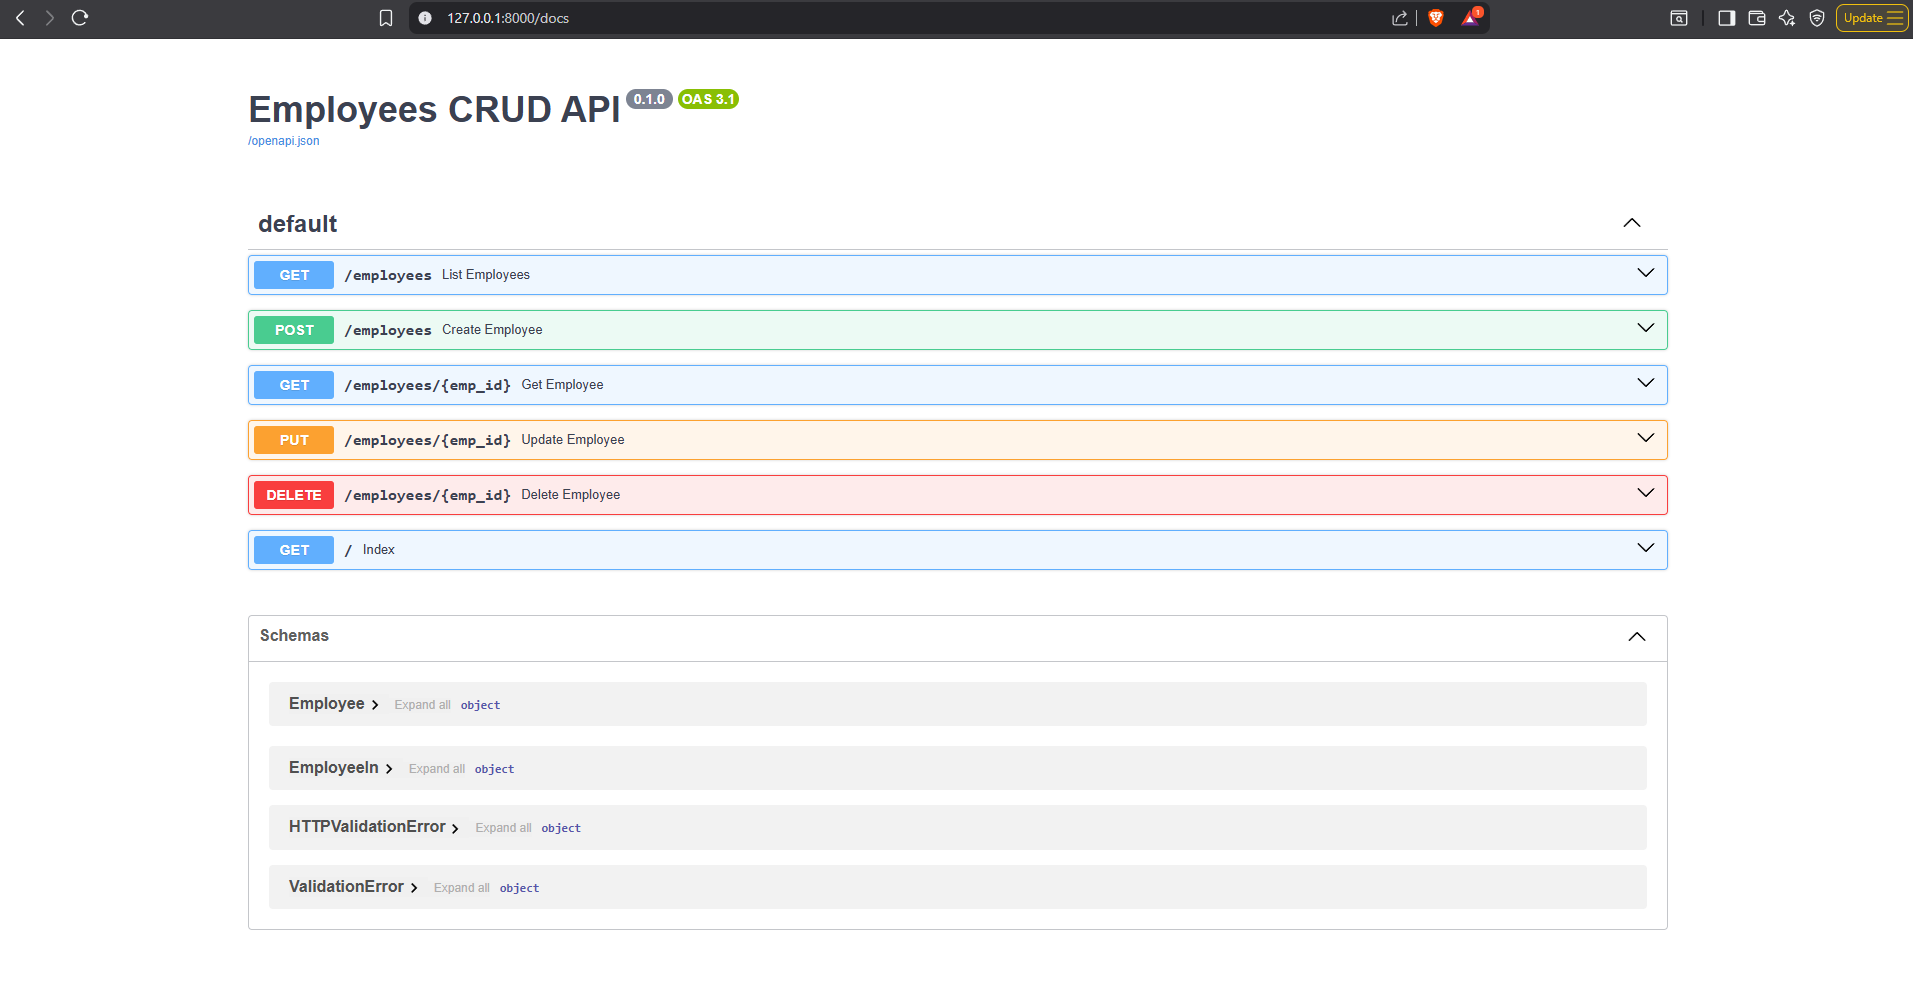 127.0.0.1:8000/docs
1
Update
Employees CRUD API 0.1.0 OAS 3.1
/openapi.json
default
GET /employees List Employees
POST /employees Create Employee
GET /employees/{emp_id} Get Employee
PUT /employees/{emp_id} Update Employee
DELETE /employees/{emp_id} Delete Employee
GET / Index
Schemas
Employee Expand all object
EmployeeIn Expand all object
HTTPValidationError Expand all object
ValidationError Expand all object